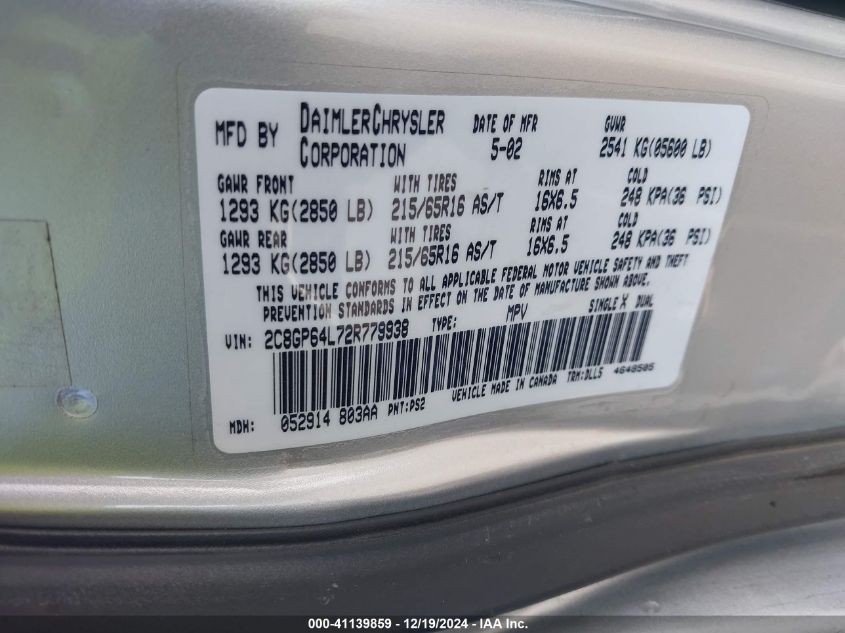 MFD BY DAIMLERCHRYSLER CORPORATION DATE OF MFR 5-02 GVWR 2541 KG(05600 LB)
GAWR FRONT WITH TIRES RIMS AT COLD
1293 KG(2850 LB) 215/65R16 AS/T 16X6.5 248 KPA(36 PSI)
GAWR REAR WITH TIRES RIMS AT COLD
1293 KG(2850 LB) 215/65R16 AS/T 16X6.5 248 KPA(36 PSI)
THIS VEHICLE CONFORMS TO ALL APPLICABLE FEDERAL MOTOR VEHICLE SAFETY AND THEFT
PREVENTION STANDARDS IN EFFECT ON THE DATE OF MANUFACTURE SHOWN ABOVE.
VIN: 2C8GP64L72R779938 TYPE: MPV SINGLE X DUAL
MDH: 052914 803AA PNT:PS2 VEHICLE MADE IN CANADA TRM:DLL5 4648505
000-41139859 - 12/19/2024 - IAA Inc.